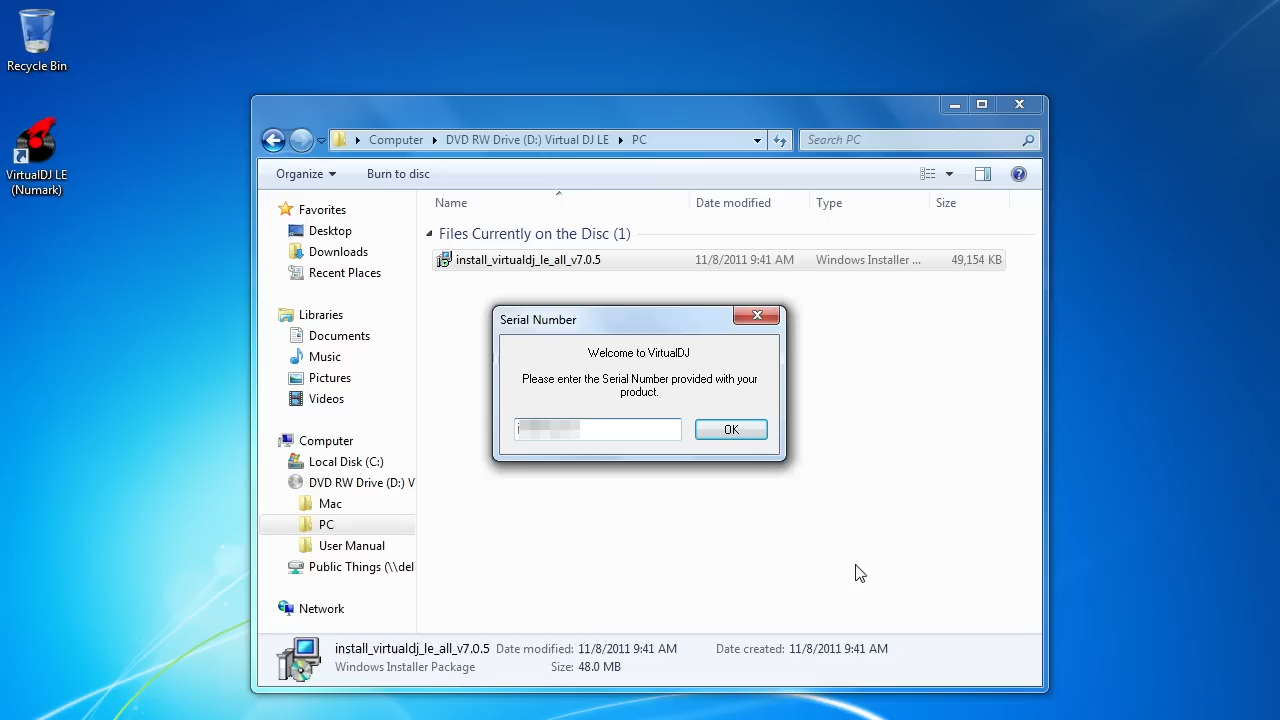 Recycle Bin
VirtualDJ LE
(Numark)
Computer
DVD RW Drive (D:) Virtual DJ LE
PC
Search PC
Organize
Burn to disc
Name
Date modified
Type
Size
Favorites
Desktop
Downloads
Recent Places
Libraries
Documents
Music
Pictures
Videos
Computer
Local Disk (C:)
DVD RW Drive (D:) V
Mac
PC
User Manual
Public Things (\\del
Network
Files Currently on the Disc (1)
install_virtualdj_le_all_v7.0.5 11/8/2011 9:41 AM Windows Installer ... 49,154 KB
Serial Number
Welcome to VirtualDJ
Please enter the Serial Number provided with your
product.
OK
install_virtualdj_le_all_v7.0.5 Date modified: 11/8/2011 9:41 AM Date created: 11/8/2011 9:41 AM
Windows Installer Package Size: 48.0 MB